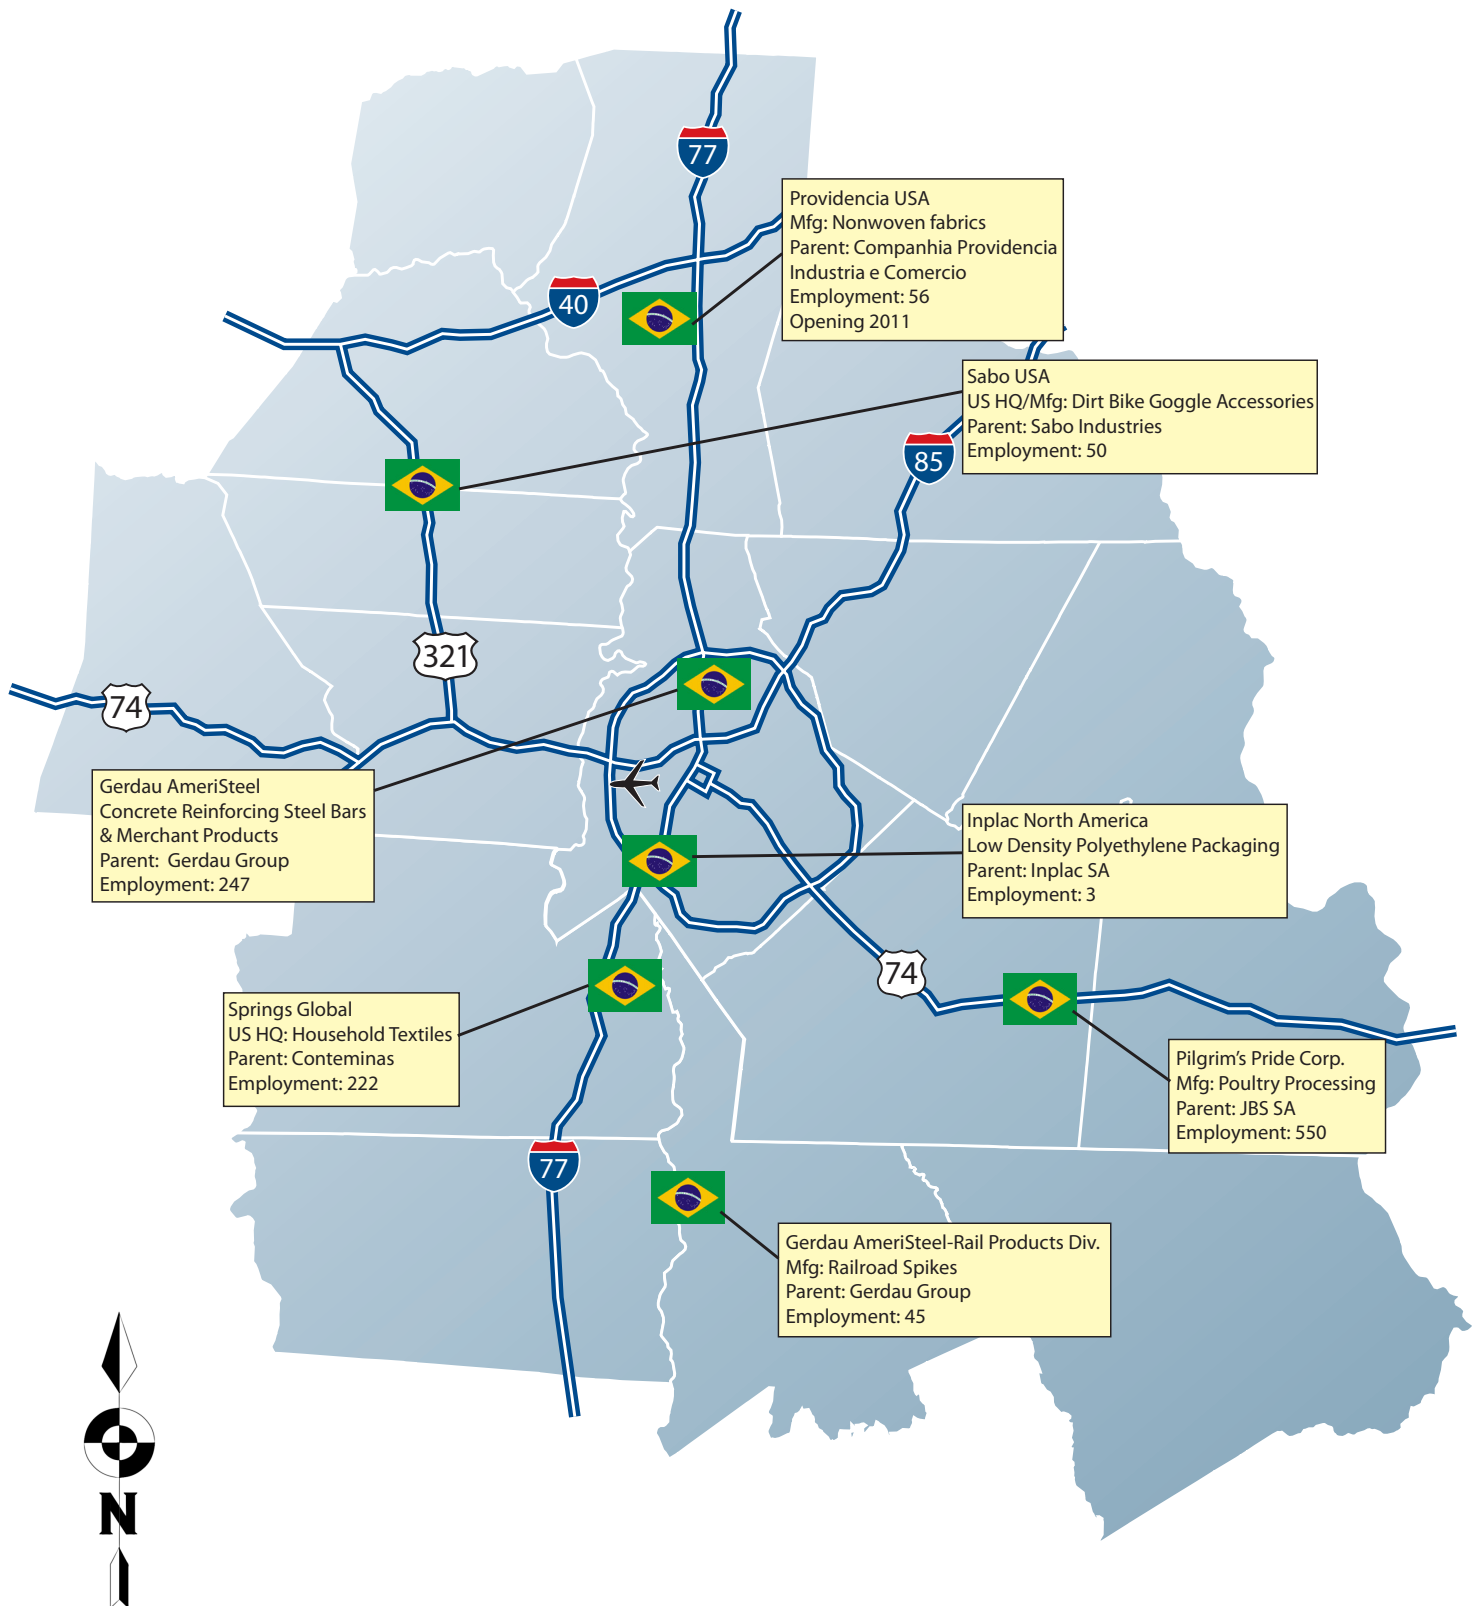 77
Providencia USA
Mfg: Nonwoven fabrics
Parent: Companhia Providencia
Industria e Comercio
Employment: 56
Opening 2011
40
Sabo USA
US HQ/Mfg: Dirt Bike Goggle Accessories
Parent: Sabo Industries
Employment: 50
85
321
74
Gerdau AmeriSteel
Concrete Reinforcing Steel Bars
& Merchant Products
Parent:  Gerdau Group
Employment: 247
Inplac North America
Low Density Polyethylene Packaging
Parent: Inplac SA
Employment: 3
74
Springs Global
US HQ: Household Textiles
Parent: Conteminas
Employment: 222
Pilgrim's Pride Corp.
Mfg: Poultry Processing
Parent: JBS SA
Employment: 550
77
Gerdau AmeriSteel-Rail Products Div.
Mfg: Railroad Spikes
Parent: Gerdau Group
Employment: 45
N